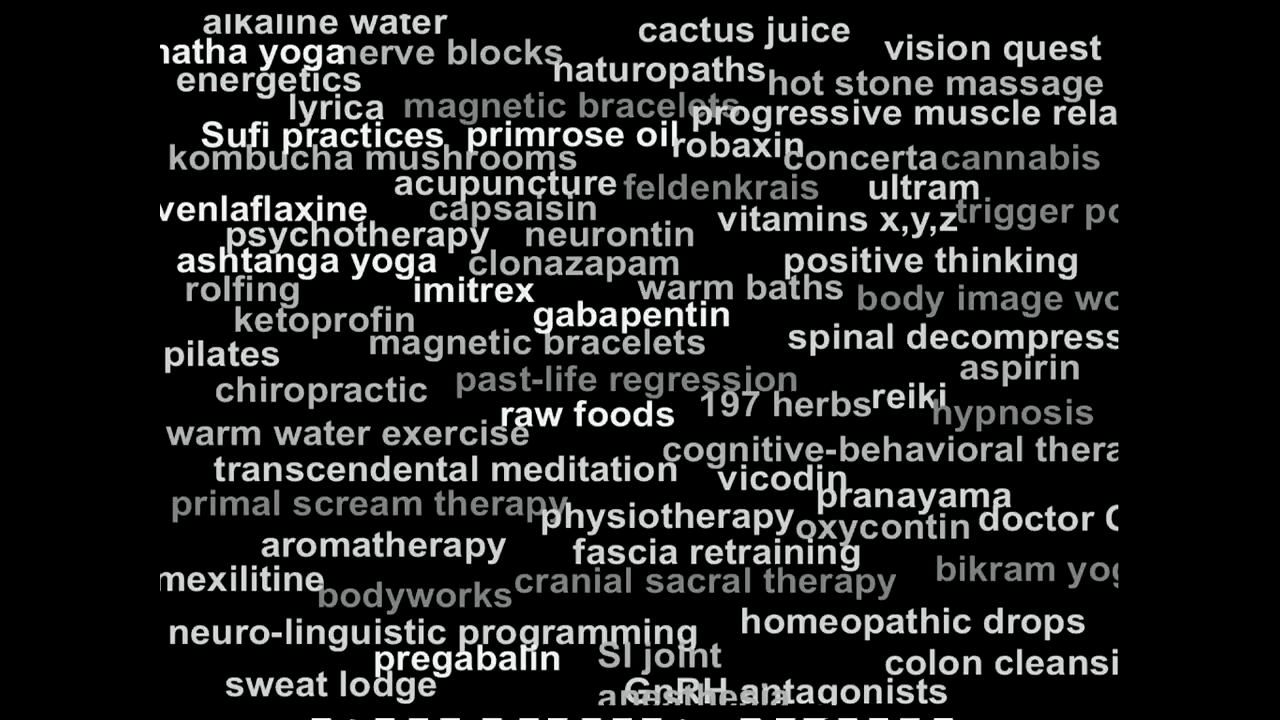 alkaline water
cactus juice
hatha yoga
nerve blocks
vision quest
energetics
naturopaths
hot stone massage
lyrica
magnetic bracelets
progressive muscle rela
Sufi practices
primrose oil
robaxin
kombucha mushrooms
concerta
cannabis
acupuncture
feldenkrais
ultram
venlaflaxine
capsaisin
vitamins x,y,z
trigger po
psychotherapy
neurontin
ashtanga yoga
clonazapam
positive thinking
rolfing
imitrex
warm baths
body image wo
ketoprofin
gabapentin
magnetic bracelets
spinal decompress
pilates
aspirin
chiropractic
past-life regression
197 herbs
reiki
raw foods
hypnosis
warm water exercise
cognitive-behavioral thera
transcendental meditation
vicodin
pranayama
primal scream therapy
physiotherapy
oxycontin
doctor
aromatherapy
fascia retraining
mexilitine
bodyworks
cranial sacral therapy
bikram yog
neuro-linguistic programming
homeopathic drops
pregabalin
SI joint
colon cleansi
sweat lodge
GnRH antagonists
anesthesia